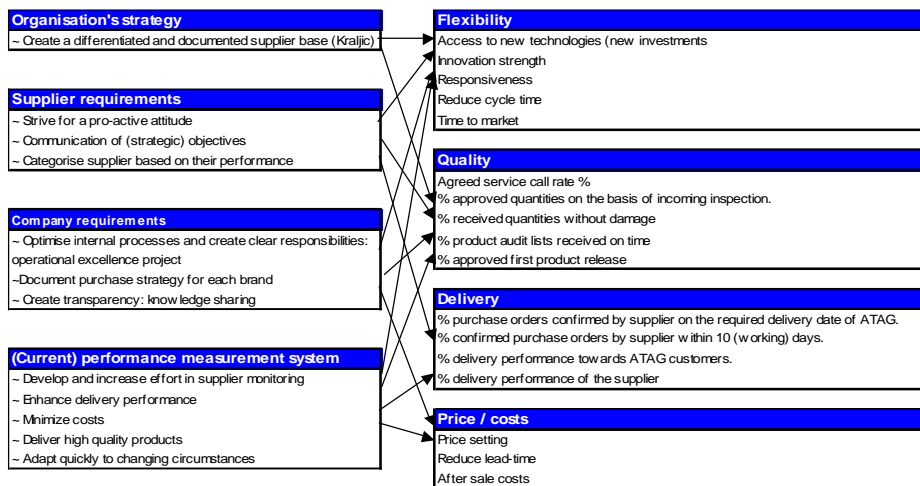 Organisation's strategy
~ Create a differentiated and documented supplier base (Kraljic)
Supplier requirements
~ Strive for a pro-active attitude
~ Communication of (strategic) objectives
~ Categorise supplier based on their performance
Company requirements
~ Optimise internal processes and create clear responsibilities:
operational excellence project
~Document purchase strategy for each brand
~ Create transparency: knowledge sharing
(Current) performance measurement system
~ Develop and increase effort in supplier monitoring
~ Enhance delivery performance
~ Minimize costs
~ Deliver high quality products
~ Adapt quickly to changing circumstances
Flexibility
Access to new technologies (new investments
Innovation strength
Responsiveness
Reduce cycle time
Time to market
Quality
Agreed service call rate %
% approved quantities on the basis of incoming inspection.
% received quantities without damage
% product audit lists received on time
% approved first product release
Delivery
% purchase orders confirmed by supplier on the required delivery date of ATAG.
% confirmed purchase orders by supplier within 10 (working) days.
% delivery performance towards ATAG customers.
% delivery performance of the supplier
Price / costs
Price setting
Reduce lead-time
After sale costs